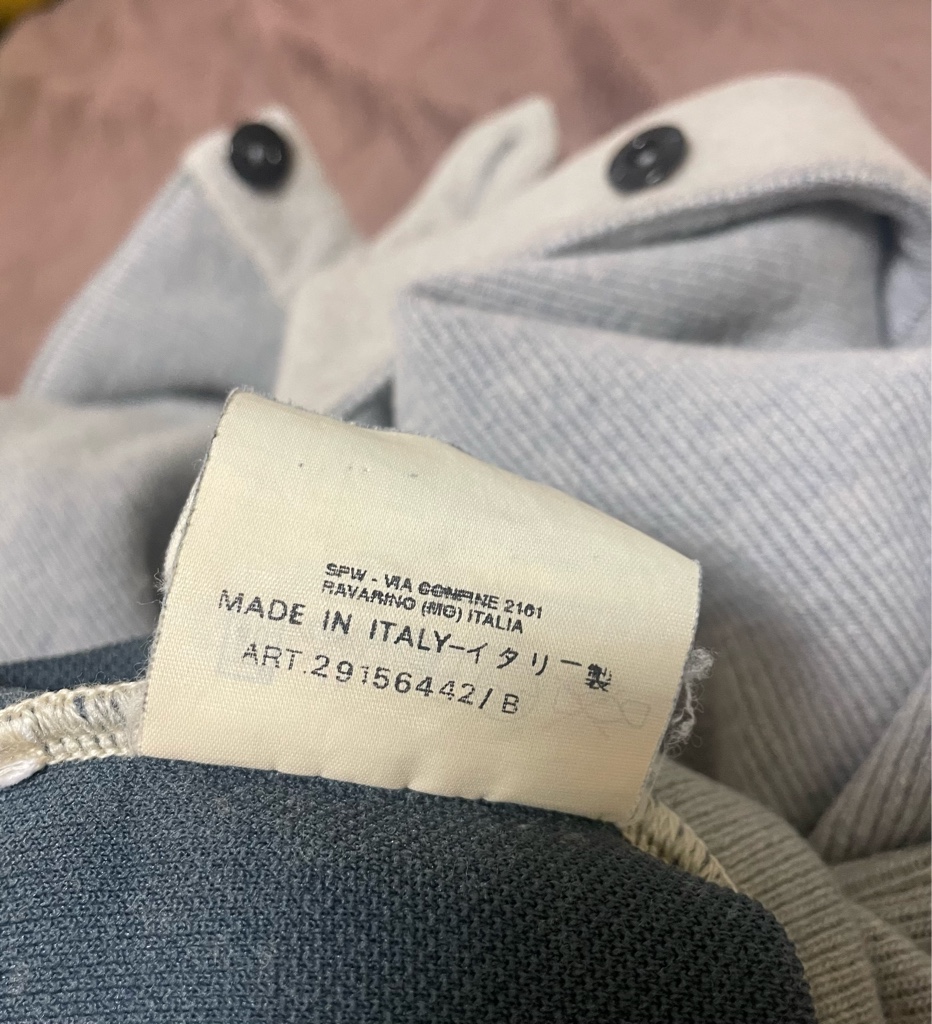 SPW - VIA CONFINE 2161
RAVARINO (MO) ITALIA
MADE IN ITALY-イタリー製
ART.29156442/B